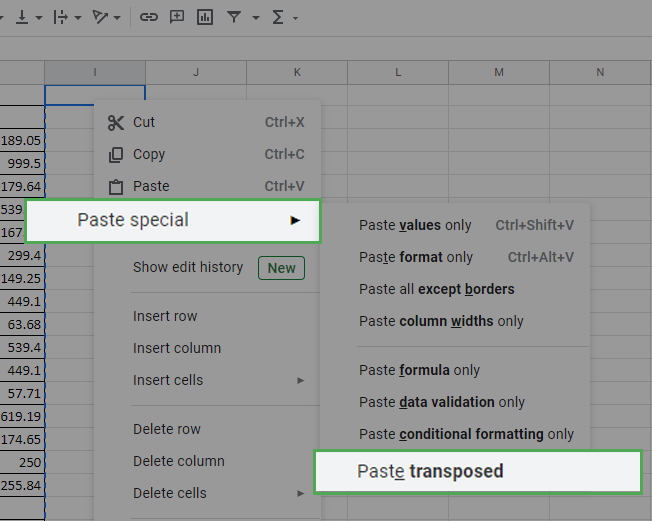 I J K L M N
Cut Ctrl+X
189.05
Copy Ctrl+C
999.5
Paste Ctrl+V
179.64
539.
Paste special ►
Paste values only Ctrl+Shift+V
167.
299.4
Paste format only Ctrl+Alt+V
Show edit history New
149.25
Paste all except borders
449.1
Insert row
Paste column widths only
63.68
Insert column
539.4
449.1
Paste formula only
Insert cells ►
57.71
Paste data validation only
619.19
Delete row
Paste conditional formatting only
174.65
Delete column
250
Paste transposed
255.84
Delete cells ►